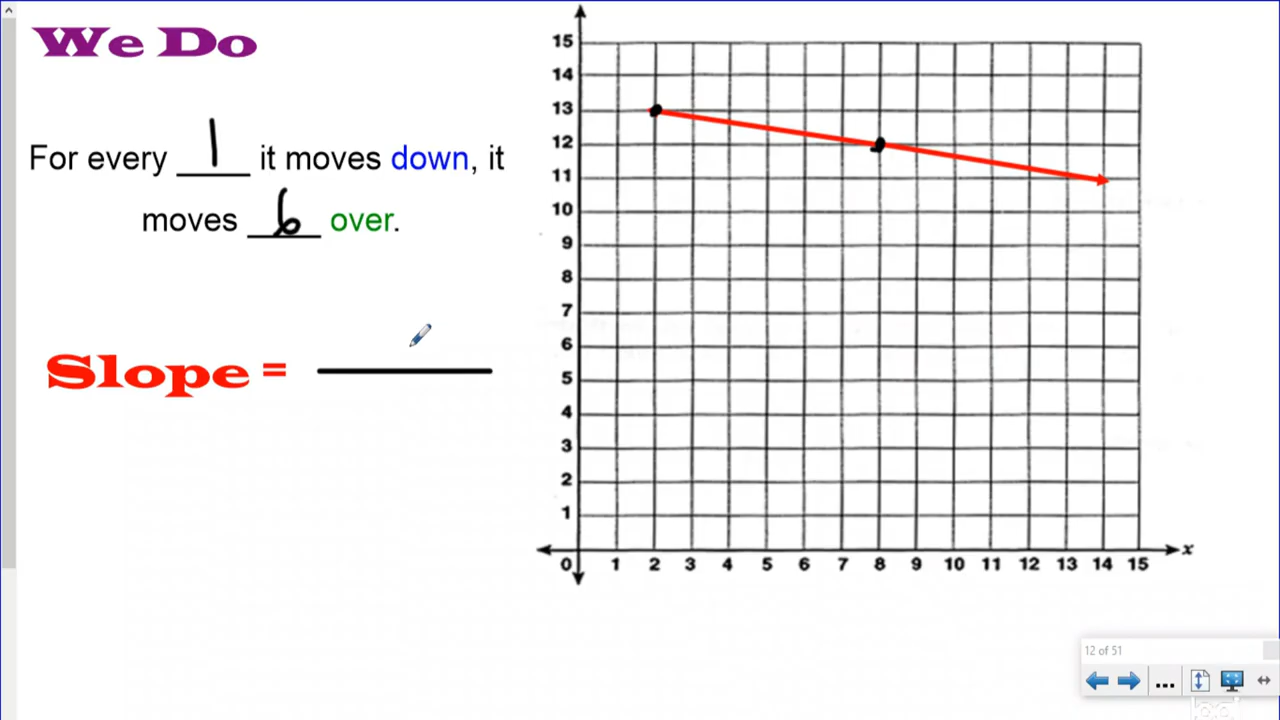 We Do
For every 1 it moves down, it
moves 6 over.
Slope =
15
14
13
12
11
10
9
8
7
6
5
4
3
2
1
0 1 2 3 4 5 6 7 8 9 10 11 12 13 14 15 x
12 of 51
...